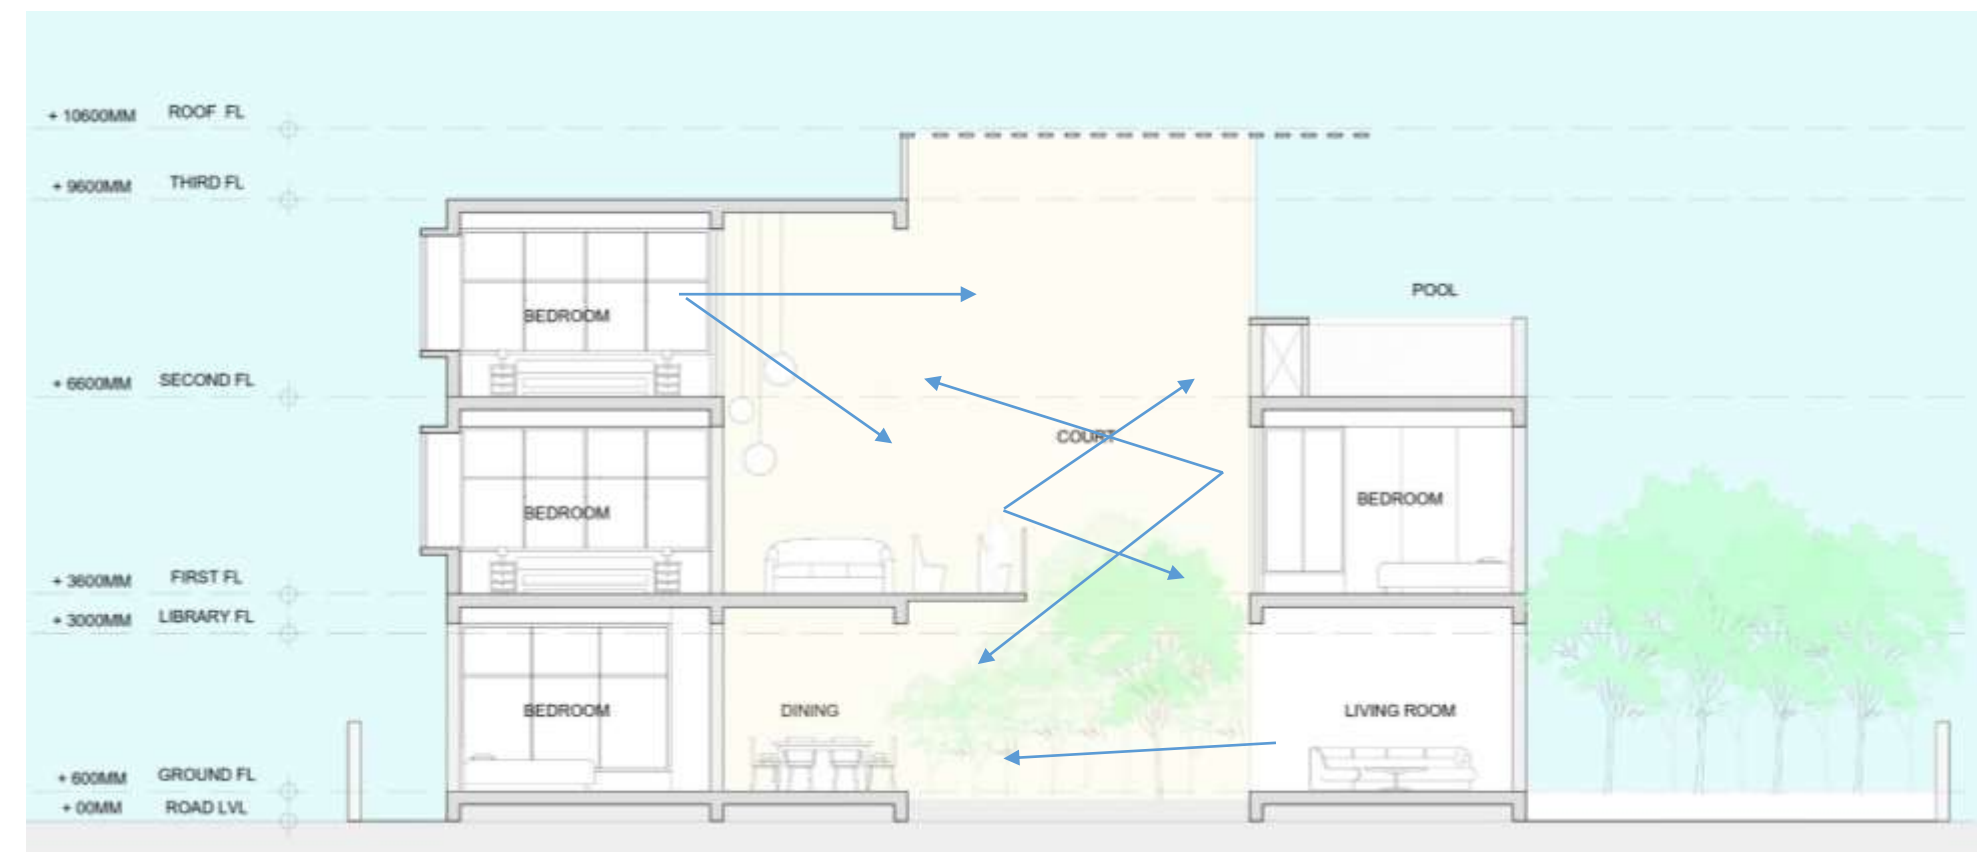 + 10600MM ROOF FL
+ 9600MM THIRD FL
POOL
BEDROOM
+ 6600MM SECOND FL
COURT
BEDROOM
BEDROOM
+ 3600MM FIRST FL
+ 3000MM LIBRARY FL
BEDROOM DINING LIVING ROOM
+ 600MM GROUND FL
+ 00MM ROAD LVL